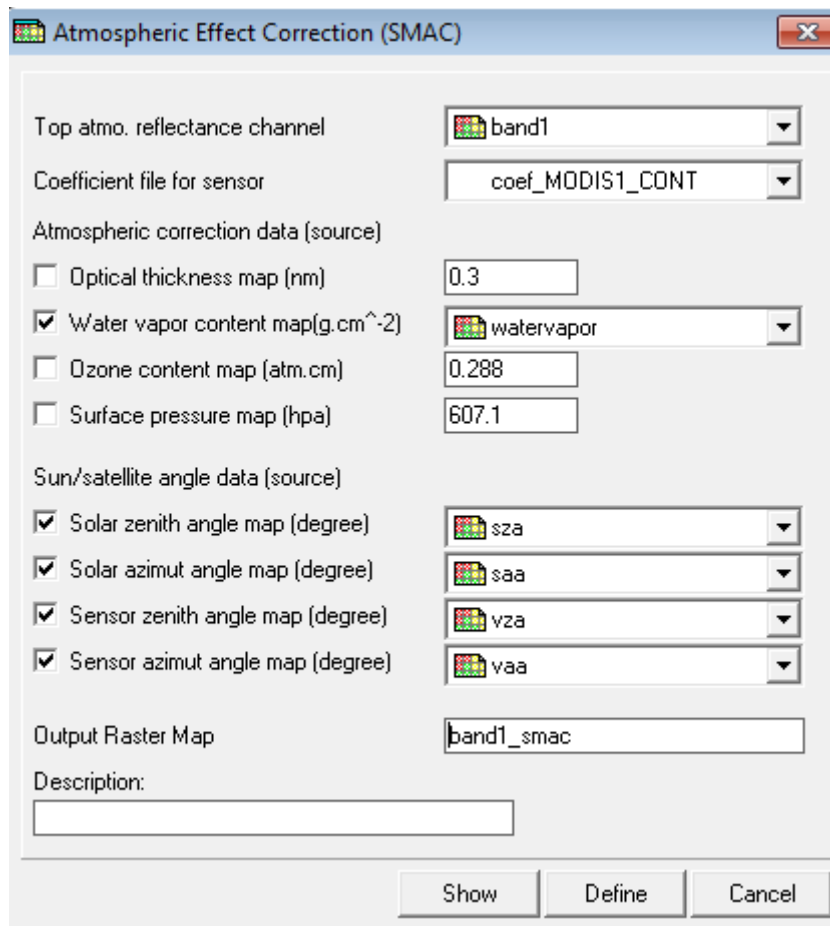 Atmospheric Effect Correction (SMAC)
Top atmo. reflectance channel band1
Coefficient file for sensor coef_MODIS1_CONT
Atmospheric correction data (source)
Optical thickness map (nm) 0.3
Water vapor content map(g.cm^-2) watervapor
Ozone content map (atm.cm) 0.288
Surface pressure map (hpa) 607.1
Sun/satellite angle data (source)
Solar zenith angle map (degree) sza
Solar azimut angle map (degree) saa
Sensor zenith angle map (degree) vza
Sensor azimut angle map (degree) vaa
Output Raster Map band1_smac
Description:
Show Define Cancel